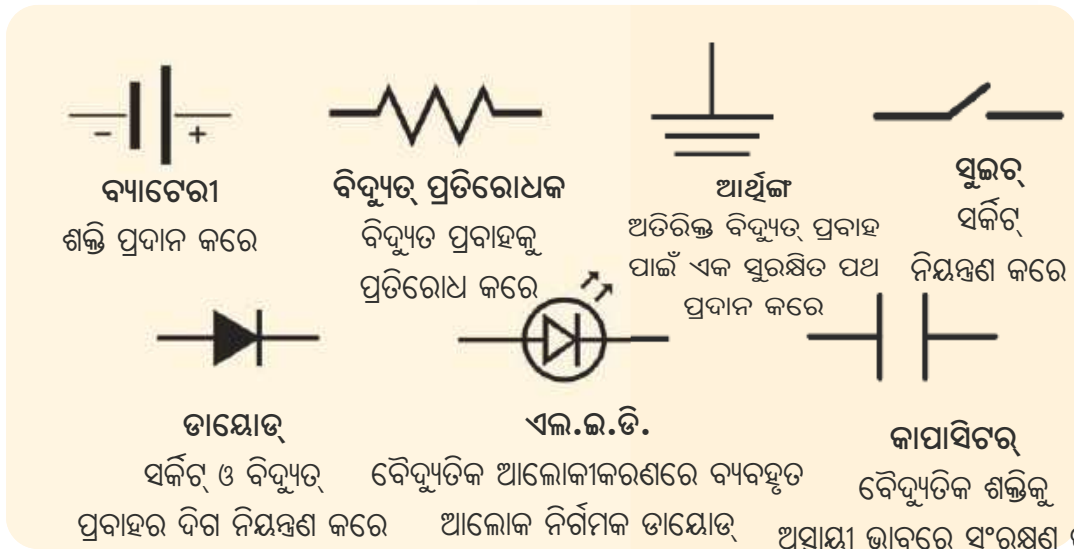 − +
ବ୍ୟାଟେରୀ
ଶକ୍ତି ପ୍ରଦାନ କରେ
ବିଦ୍ୟୁତ୍ ପ୍ରତିରୋଧକ
ବିଦ୍ୟୁତ ପ୍ରବାହକୁ
ପ୍ରତିରୋଧ କରେ
ଆର୍ଥିଙ୍ଗ
ଅତିରିକ୍ତ ବିଦ୍ୟୁତ୍ ପ୍ରବାହ
ପାଇଁ ଏକ ସୁରକ୍ଷିତ ପଥ
ପ୍ରଦାନ କରେ
ସୁଇଚ୍
ସର୍କିଟ୍
ନିୟନ୍ତ୍ରଣ କରେ
ଡାୟୋଡ୍
ସର୍କିଟ୍ ଓ ବିଦ୍ୟୁତ୍
ପ୍ରବାହର ଦିଗ ନିୟନ୍ତ୍ରଣ କରେ
ଏଲ.ଇ.ଡି.
ବୈଦ୍ୟୁତିକ ଆଲୋକୀକରଣରେ ବ୍ୟବହୃତ
ଆଲୋକ ନିର୍ଗମକ ଡାୟୋଡ୍
କାପାସିଟର୍
ବୈଦ୍ୟୁତିକ ଶକ୍ତିକୁ
ଅସ୍ଥାୟୀ ଭାବରେ ସଂରକ୍ଷଣ